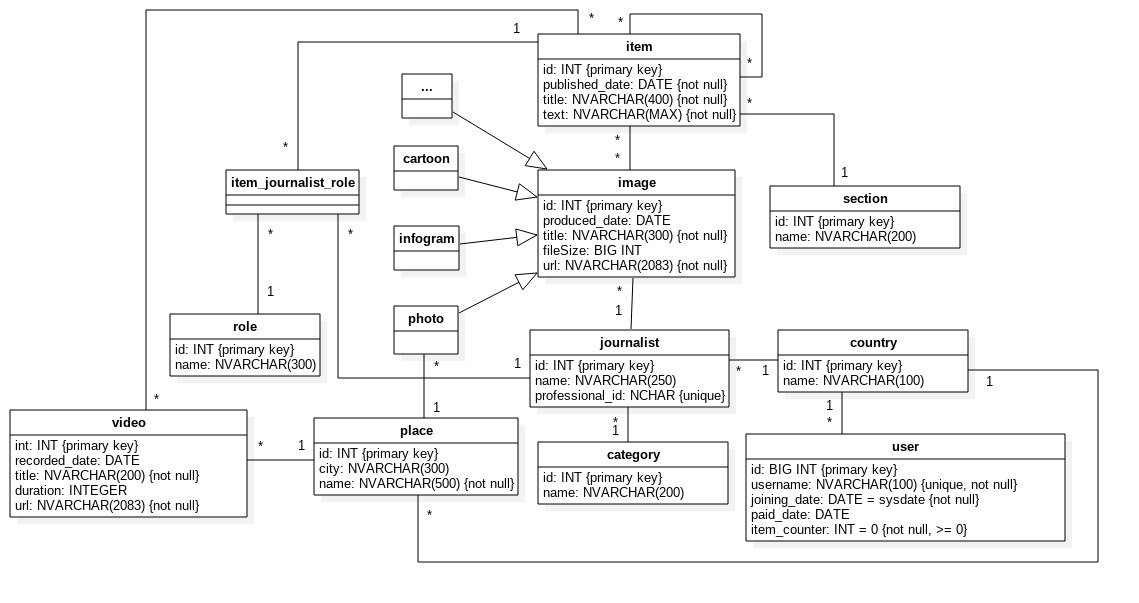 *
*
1
item
id: INT {primary key}
published_date: DATE {not null}
title: NVARCHAR(400) {not null}
text: NVARCHAR(MAX) {not null}
*
*
...
*
*
*
cartoon
1
item_journalist_role
image
id: INT {primary key}
produced_date: DATE
title: NVARCHAR(300) {not null}
fileSize: BIG INT
url: NVARCHAR(2083) {not null}
section
id: INT {primary key}
name: NVARCHAR(200)
*
*
infogram
1
*
1
role
id: INT {primary key}
name: NVARCHAR(300)
photo
journalist
id: INT {primary key}
name: NVARCHAR(250)
professional_id: NCHAR {unique}
country
id: INT {primary key}
name: NVARCHAR(100)
*
1
*
1
1
*
1
1
*
*
1
video
int: INT {primary key}
recorded_date: DATE
title: NVARCHAR(200) {not null}
duration: INTEGER
url: NVARCHAR(2083) {not null}
*
1
place
id: INT {primary key}
city: NVARCHAR(300)
name: NVARCHAR(500) {not null}
category
id: INT {primary key}
name: NVARCHAR(200)
user
id: BIG INT {primary key}
username: NVARCHAR(100) {unique, not null}
joining_date: DATE = sysdate {not null}
paid_date: DATE
item_counter: INT = 0 {not null, >= 0}
*